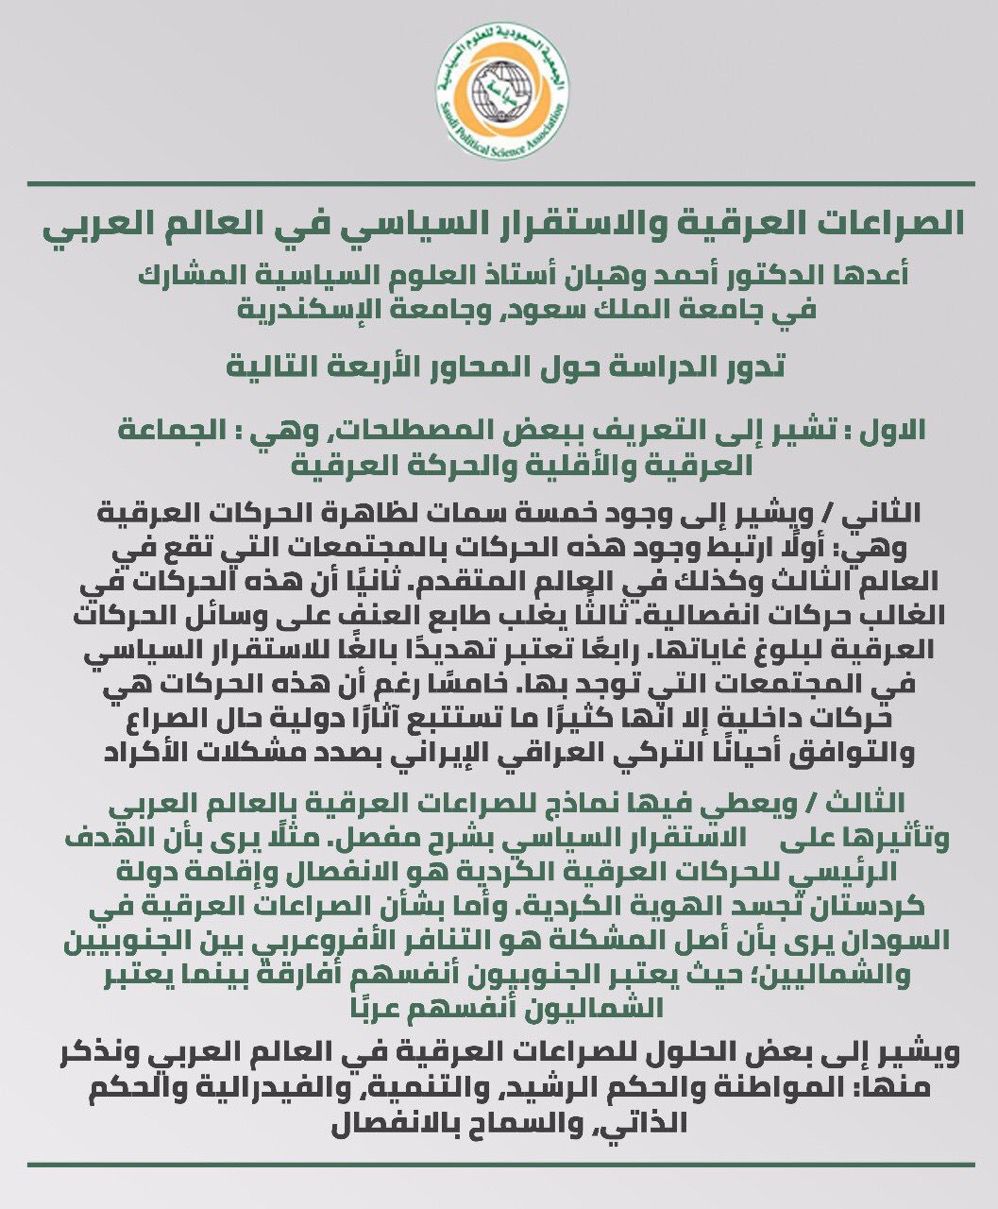 الجمعية السعودية للعلوم السياسية
سياسة
Saudi Political Science Association
الصراعات العرقية والاستقرار السياسي في العالم العربي
أعدها الدكتور أحمد وهبان أستاذ العلوم السياسية المشارك
في جامعة الملك سعود, وجامعة الإسكندرية
تدور الدراسة حول المحاور الأربعة التالية
الاول : تشير إلى التعريف ببعض المصطلحات, وهي : الجماعة
العرقية والأقلية والحركة العرقية
الثاني / ويشير إلى وجود خمسة سمات لظاهرة الحركات العرقية
وهي: أولًا ارتبط وجود هذه الحركات بالمجتمعات التي تقع في
العالم الثالث وكذلك في العالم المتقدم. ثانيًا أن هذه الحركات في
الغالب حركات انفصالية. ثالثًا يغلب طابع العنف على وسائل الحركات
العرقية لبلوغ غاياتها. رابعًا تعتبر تهديدًا بالغًا للاستقرار السياسي
في المجتمعات التي توجد بها. خامسًا رغم أن هذه الحركات هي
حركات داخلية إلا انها كثيرًا ما تستتبع آثارًا دولية حال الصراع
والتوافق أحيانًا التركي العراقي الإيراني بصدد مشكلات الأكراد
الثالث / ويعطي فيها نماذج للصراعات العرقية بالعالم العربي
وتأثيرها على الاستقرار السياسي بشرح مفصل. مثلًا يرى بأن الهدف
الرئيسي للحركات العرقية الكردية هو الانفصال وإقامة دولة
كردستان تجسد الهوية الكردية. وأما بشأن الصراعات العرقية في
السودان يرى بأن أصل المشكلة هو التنافر الأفروعربي بين الجنوبيين
والشماليين؛ حيث يعتبر الجنوبيون أنفسهم أفارقة بينما يعتبر
الشماليون أنفسهم عربًا
ويشير إلى بعض الحلول للصراعات العرقية في العالم العربي ونذكر
منها: المواطنة والحكم الرشيد, والتنمية, والفيدرالية والحكم
الذاتي, والسماح بالانفصال